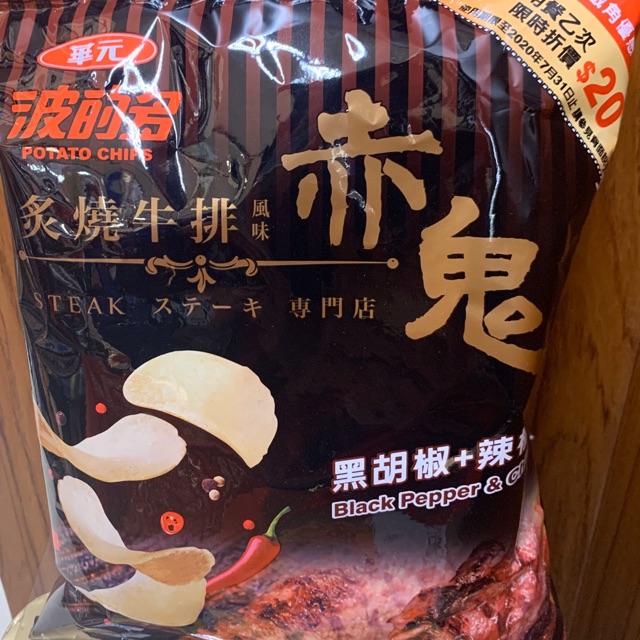 華元
波的多
POTATO CHIPS
炙燒牛排 風味
STEAK ステーキ 専門店
赤鬼
黑胡椒+辣
Black Pepper &
限時折價 $20